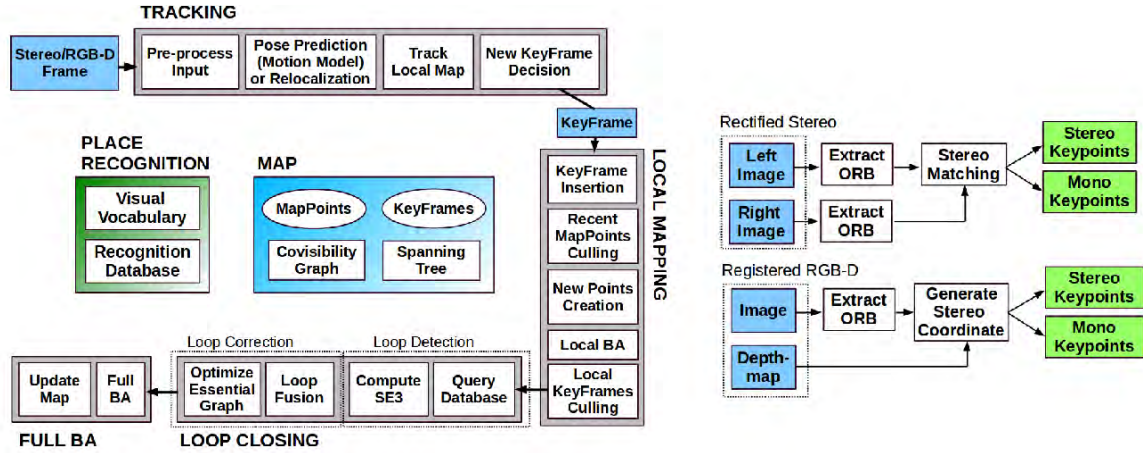 TRACKING
Stereo/RGB-D
Frame
Pre-process
Input
Pose Prediction
(Motion Model)
or Relocalization
Track
Local Map
New KeyFrame
Decision
KeyFrame
PLACE
RECOGNITION
Visual
Vocabulary
Recognition
Database
MAP
MapPoints
KeyFrames
Covisibility
Graph
Spanning
Tree
LOCAL MAPPING
KeyFrame
Insertion
Recent
MapPoints
Culling
New Points
Creation
Local BA
Local
KeyFrames
Culling
Loop Correction
Loop Detection
Update
Map
Full
BA
Optimize
Essential
Graph
Loop
Fusion
Compute
SE3
Query
Database
FULL BA
LOOP CLOSING
Rectified Stereo
Left
Image
Extract
ORB
Stereo
Matching
Stereo
Keypoints
Mono
Keypoints
Right
Image
Extract
ORB
Registered RGB-D
Image
Extract
ORB
Generate
Stereo
Coordinate
Stereo
Keypoints
Mono
Keypoints
Depth-
map